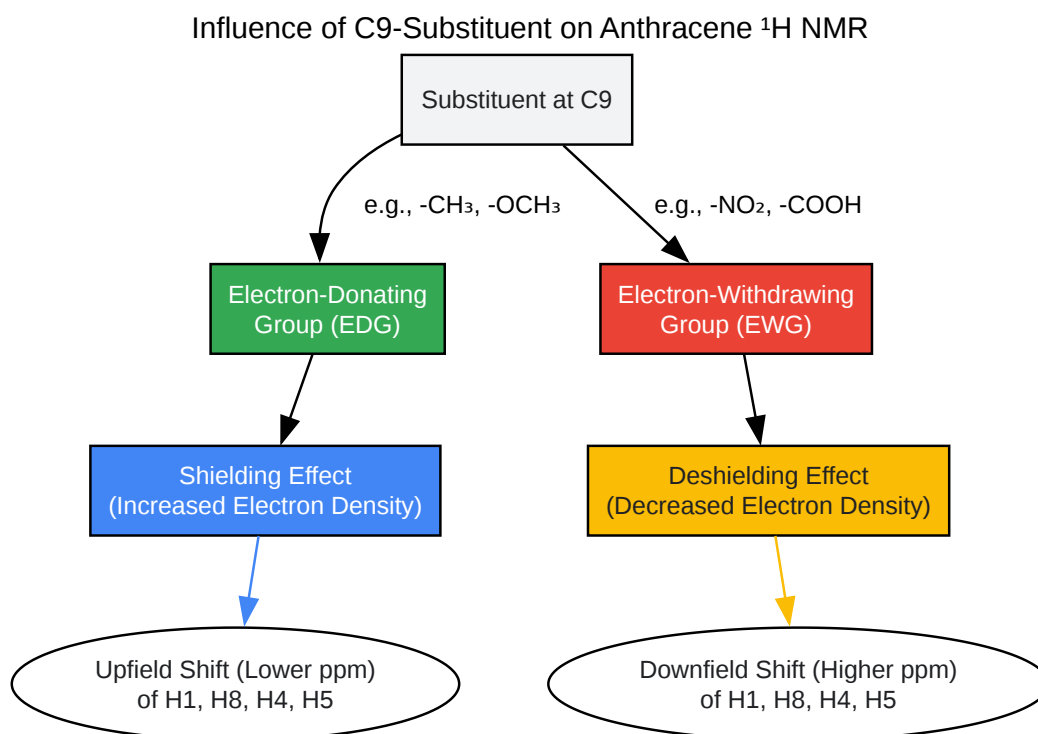 Influence of C9-Substituent on Anthracene ¹H NMR
Substituent at C9
e.g., -CH₃, -OCH₃
e.g., -NO₂, -COOH
Electron-Donating
Group (EDG)
Electron-Withdrawing
Group (EWG)
Shielding Effect
(Increased Electron Density)
Deshielding Effect
(Decreased Electron Density)
Upfield Shift (Lower ppm)
of H1, H8, H4, H5
Downfield Shift (Higher ppm)
of H1, H8, H4, H5